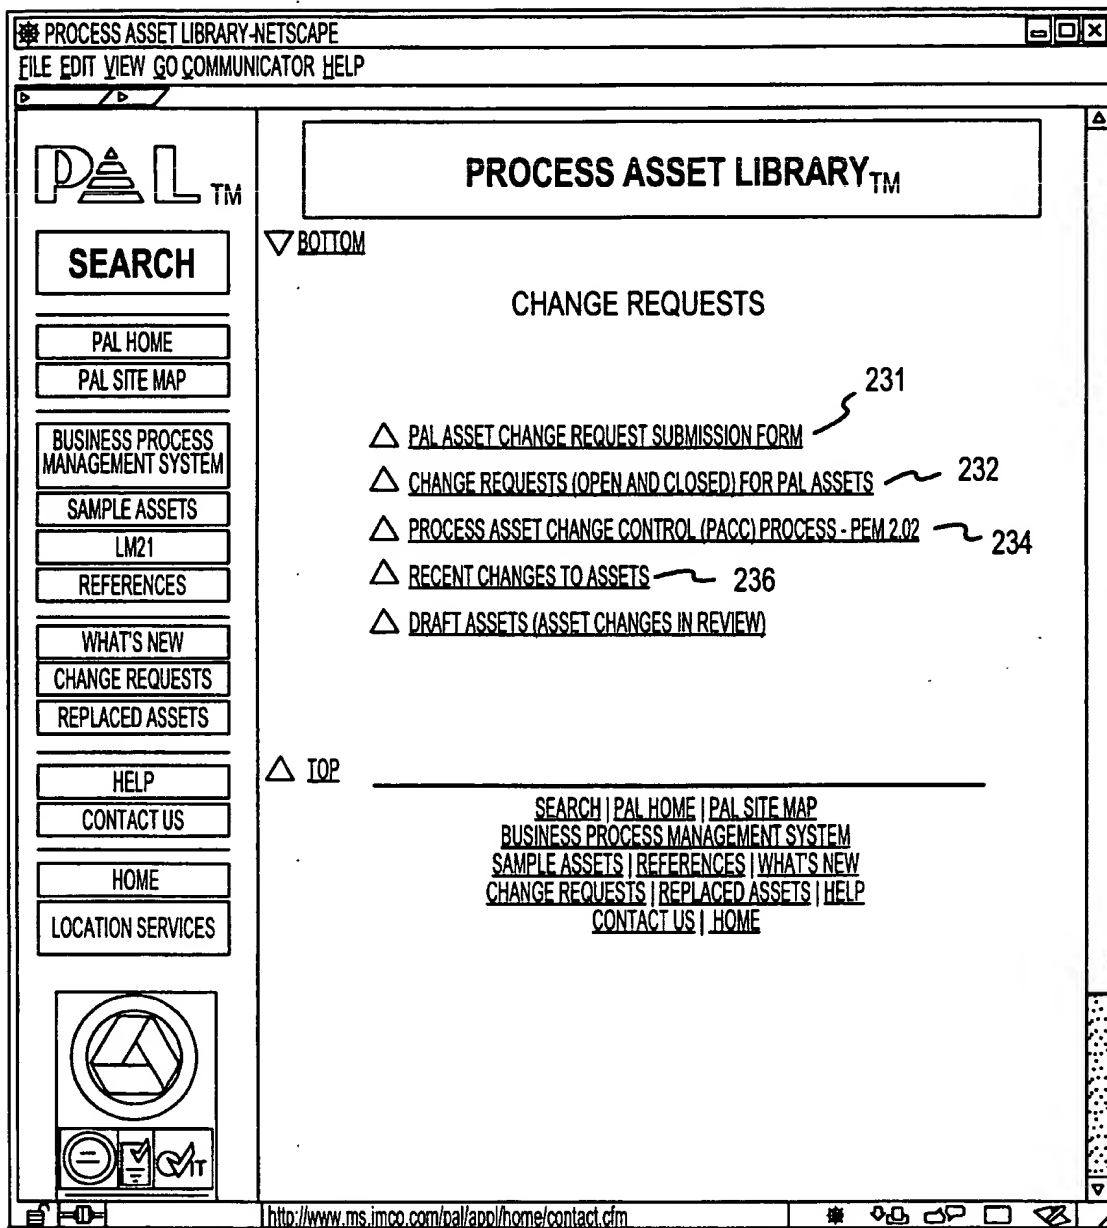 PROCESS ASSET LIBRARY-NETSCAPE
FILE EDIT VIEW GO COMMUNICATOR HELP
PAL TM
SEARCH
PAL HOME
PAL SITE MAP
BUSINESS PROCESS
MANAGEMENT SYSTEM
SAMPLE ASSETS
LM21
REFERENCES
WHAT'S NEW
CHANGE REQUESTS
REPLACED ASSETS
HELP
CONTACT US
HOME
LOCATION SERVICES
IT
PROCESS ASSET LIBRARY TM
BOTTOM
CHANGE REQUESTS
231
PAL ASSET CHANGE REQUEST SUBMISSION FORM
CHANGE REQUESTS (OPEN AND CLOSED) FOR PAL ASSETS 232
PROCESS ASSET CHANGE CONTROL (PACC) PROCESS - PEM 2.02 234
RECENT CHANGES TO ASSETS 236
DRAFT ASSETS (ASSET CHANGES IN REVIEW)
TOP
SEARCH | PAL HOME | PAL SITE MAP
BUSINESS PROCESS MANAGEMENT SYSTEM
SAMPLE ASSETS | REFERENCES | WHAT'S NEW
CHANGE REQUESTS | REPLACED ASSETS | HELP
CONTACT US | HOME
http://www.ms.imco.com/pal/appl/home/contact.cfm